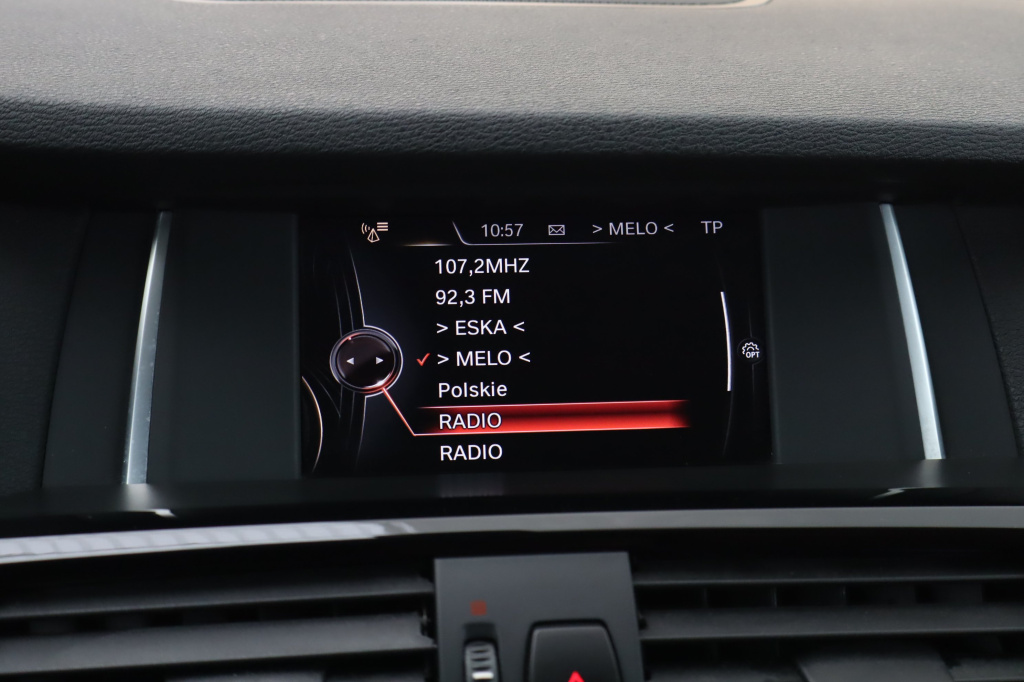 10:57 > MELO < TP
107,2MHZ
92,3 FM
> ESKA <
> MELO <
Polskie
RADIO
RADIO
OPT